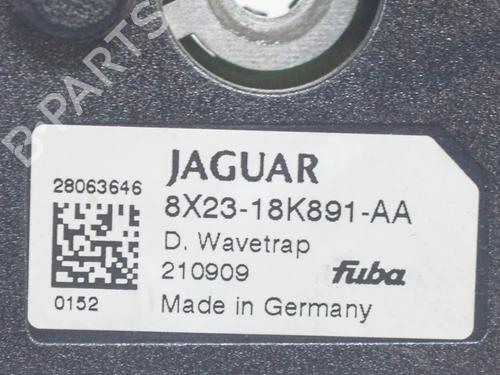 B-PARTS
JAGUAR
28063646
8X23-18K891-AA
D. Wavetrap
210909
fuba
0152
Made in Germany